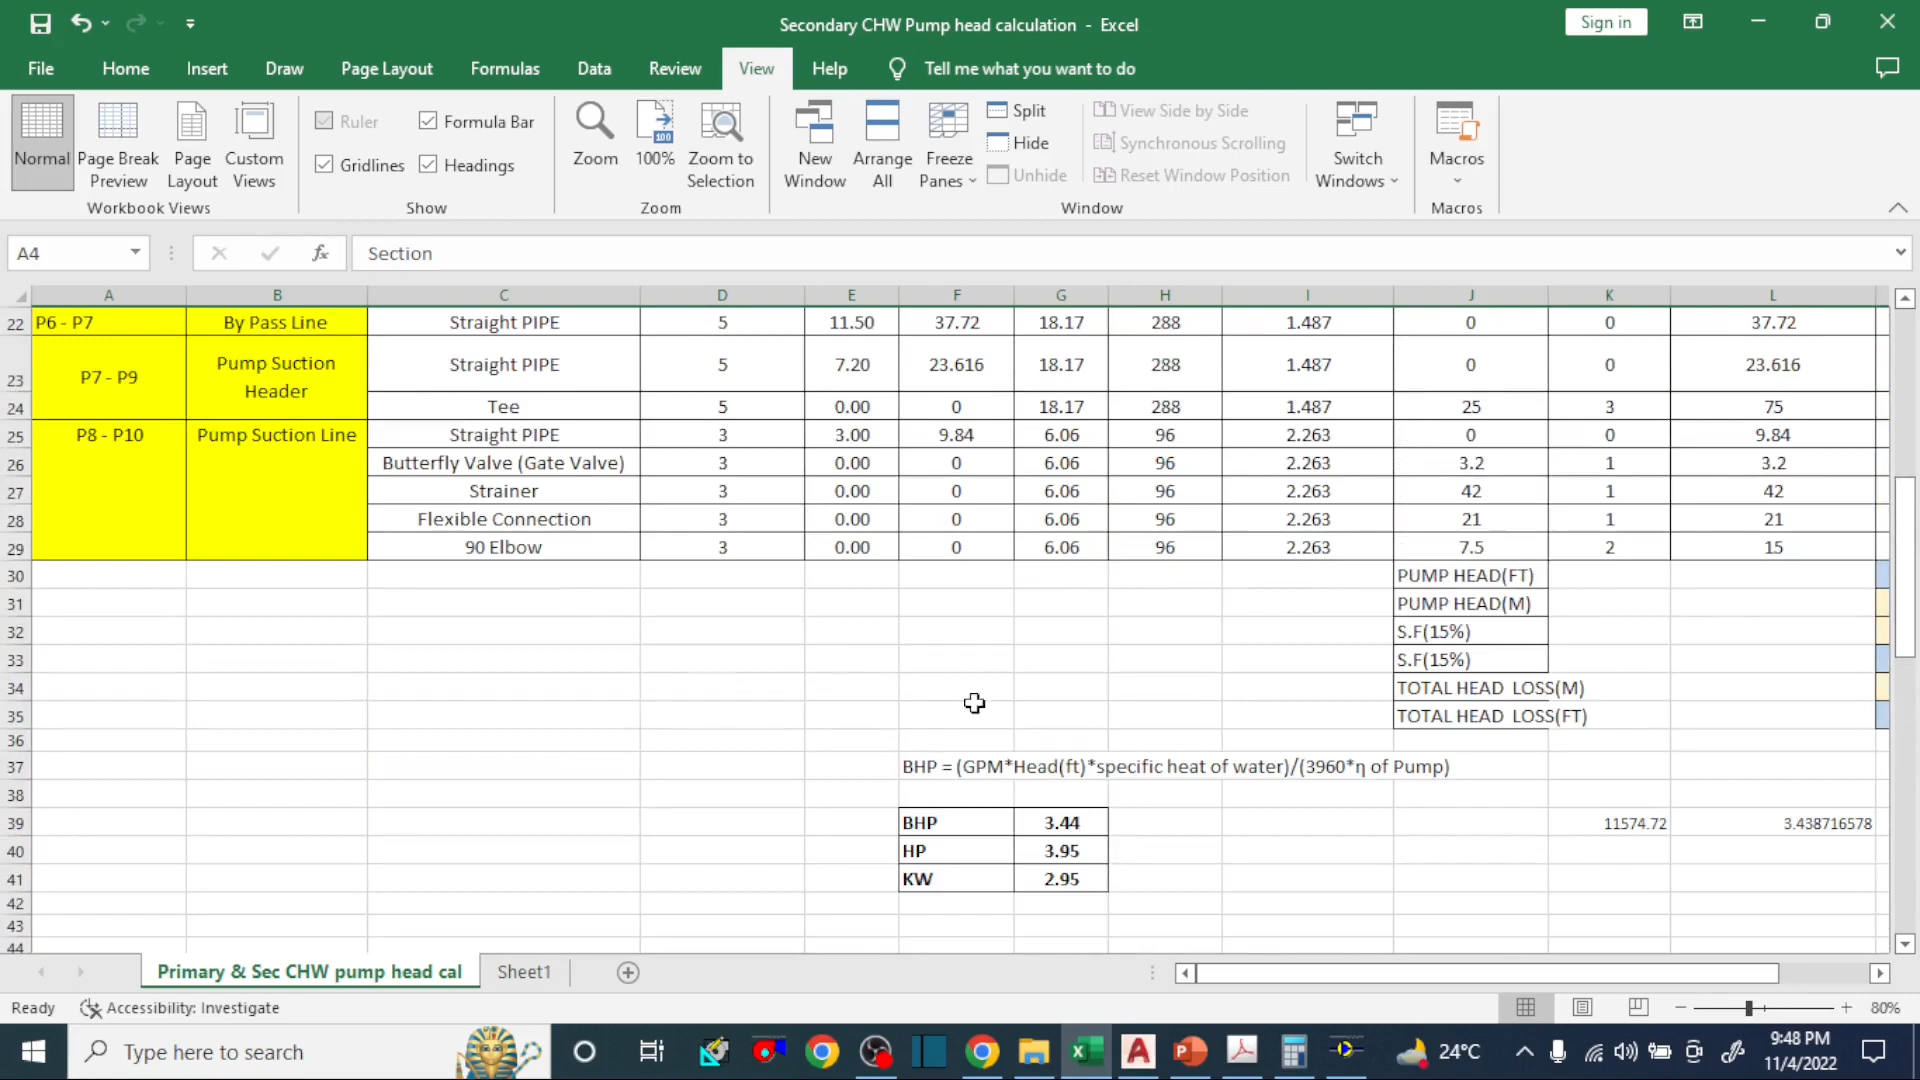 Secondary CHW Pump head calculation - Excel
Sign in
File Home Insert Draw Page Layout Formulas Data Review View Help Tell me what you want to do
Normal Page Break Preview Page Layout Custom Views
Workbook Views
Ruler Formula Bar
Gridlines Headings
Show
Zoom 100% Zoom to Selection
Zoom
New Window Arrange All Freeze Panes
Split View Side by Side
Hide Synchronous Scrolling
Unhide Reset Window Position
Switch Windows
Window
Macros
Macros
A4 fx Section
A B C D E F G H I J K L
22 P6 - P7 By Pass Line Straight PIPE 5 11.50 37.72 18.17 288 1.487 0 0 37.72
23 P7 - P9 Pump Suction Header Straight PIPE 5 7.20 23.616 18.17 288 1.487 0 0 23.616
24 Tee 5 0.00 0 18.17 288 1.487 25 3 75
25 P8 - P10 Pump Suction Line Straight PIPE 3 3.00 9.84 6.06 96 2.263 0 0 9.84
26 Butterfly Valve (Gate Valve) 3 0.00 0 6.06 96 2.263 3.2 1 3.2
27 Strainer 3 0.00 0 6.06 96 2.263 42 1 42
28 Flexible Connection 3 0.00 0 6.06 96 2.263 21 1 21
29 90 Elbow 3 0.00 0 6.06 96 2.263 7.5 2 15
30 PUMP HEAD(FT)
31 PUMP HEAD(M)
32 S.F(15%)
33 S.F(15%)
34 TOTAL HEAD LOSS(M)
35 TOTAL HEAD LOSS(FT)
36
37 BHP = (GPM*Head(ft)*specific heat of water)/(3960*η of Pump)
38
39 BHP 3.44 11574.72 3.438716578
40 HP 3.95
41 KW 2.95
42
43
44
Primary & Sec CHW pump head cal Sheet1
Ready Accessibility: Investigate 80%
Type here to search 24°C 9:48 PM
11/4/2022